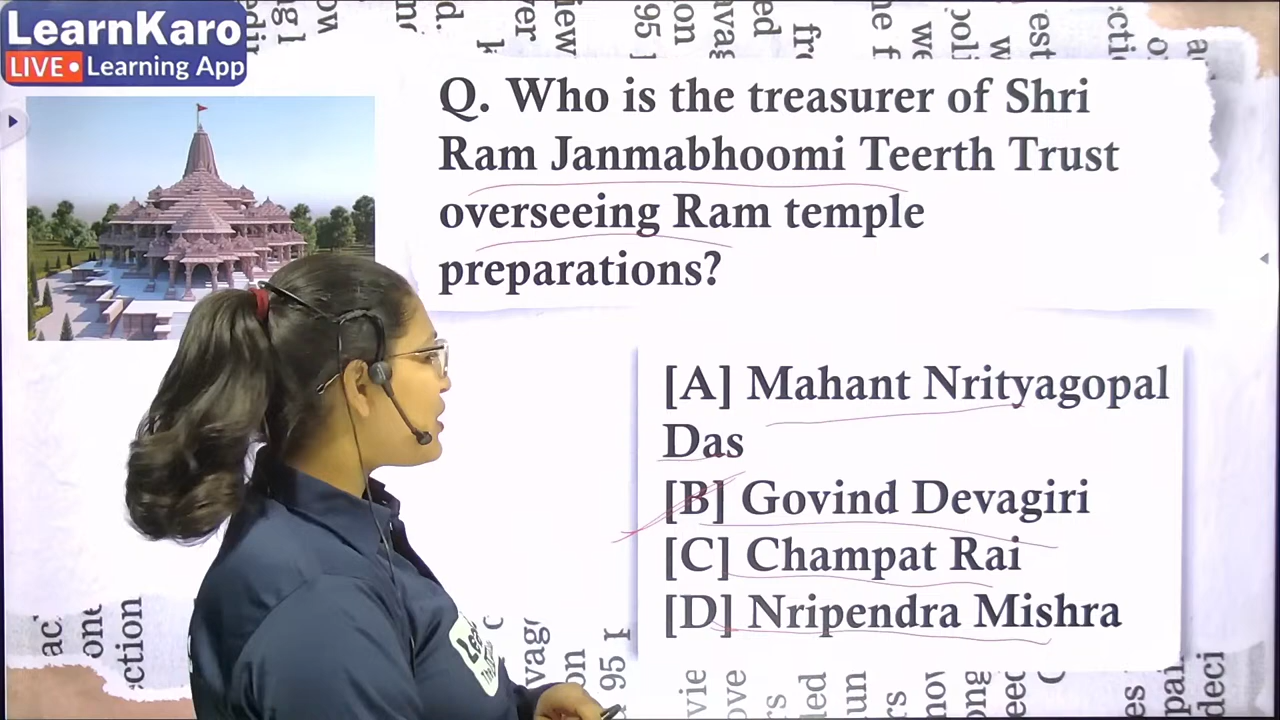 LearnKaro
LIVE • Learning App
Q. Who is the treasurer of Shri
Ram Janmabhoomi Teerth Trust
overseeing Ram temple
preparations?
[A] Mahant Nrityagopal
Das
[B] Govind Devagiri
[C] Champat Rai
[D] Nripendra Mishra